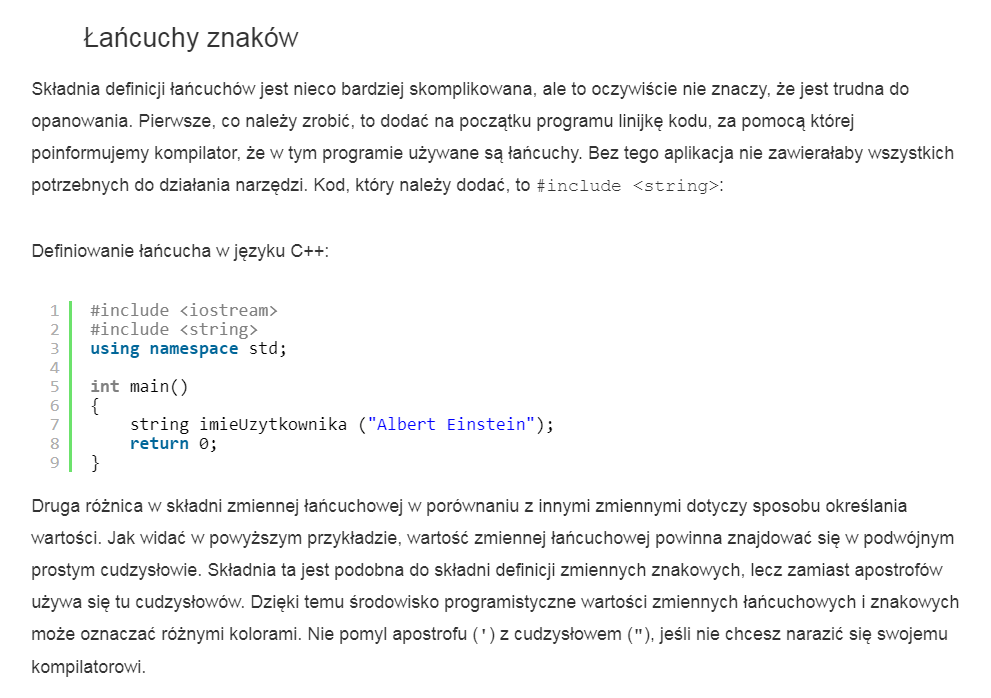 Łańcuchy znaków
Składnia definicji łańcuchów jest nieco bardziej skomplikowana, ale to oczywiście nie znaczy, że jest trudna do
opanowania. Pierwsze, co należy zrobić, to dodać na początku programu linijkę kodu, za pomocą której
poinformujemy kompilator, że w tym programie używane są łańcuchy. Bez tego aplikacja nie zawierałaby wszystkich
potrzebnych do działania narzędzi. Kod, który należy dodać, to #include <string>:
Definiowanie łańcucha w języku C++:
1 #include <iostream>
2 #include <string>
3 using namespace std;
4
5 int main()
6 {
7     string imieUzytkownika ("Albert Einstein");
8     return 0;
9 }
Druga różnica w składni zmiennej łańcuchowej w porównaniu z innymi zmiennymi dotyczy sposobu określania
wartości. Jak widać w powyższym przykładzie, wartość zmiennej łańcuchowej powinna znajdować się w podwójnym
prostym cudzysłowie. Składnia ta jest podobna do składni definicji zmiennych znakowych, lecz zamiast apostrofów
używa się tu cudzysłowów. Dzięki temu środowisko programistyczne wartości zmiennych łańcuchowych i znakowych
może oznaczać różnymi kolorami. Nie pomyl apostrofu (') z cudzysłowem ("), jeśli nie chcesz narazić się swojemu
kompilatorowi.